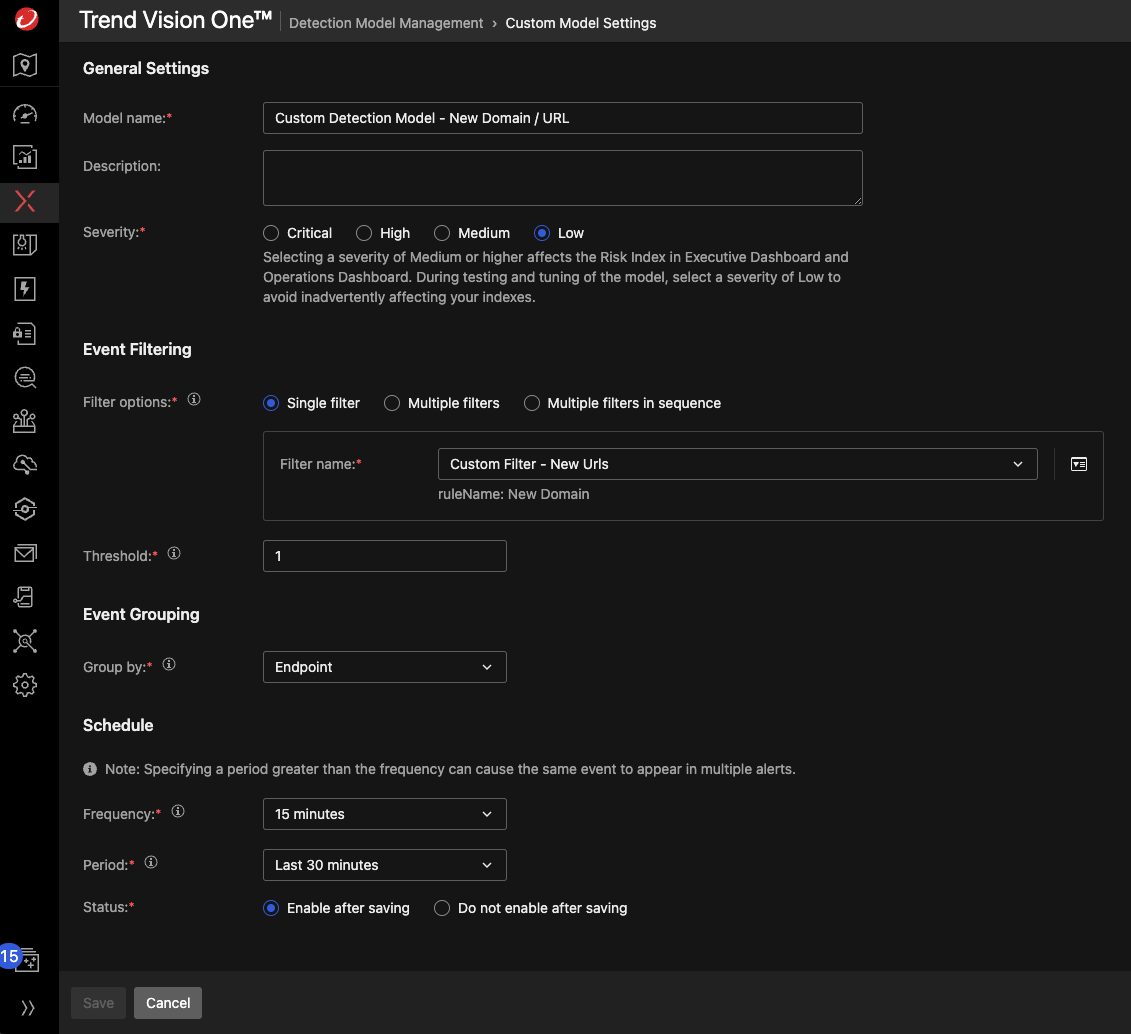 Trend Vision One™ Detection Model Management › Custom Model Settings
General Settings
Model name:* Custom Detection Model - New Domain / URL
Description:
Severity:* Critical High Medium Low
Selecting a severity of Medium or higher affects the Risk Index in Executive Dashboard and
Operations Dashboard. During testing and tuning of the model, select a severity of Low to
avoid inadvertently affecting your indexes.
Event Filtering
Filter options:* Single filter Multiple filters Multiple filters in sequence
Filter name:* Custom Filter - New Urls
ruleName: New Domain
Threshold:* 1
Event Grouping
Group by:* Endpoint
Schedule
Note: Specifying a period greater than the frequency can cause the same event to appear in multiple alerts.
Frequency:* 15 minutes
Period:* Last 30 minutes
Status:* Enable after saving Do not enable after saving
15
Save Cancel